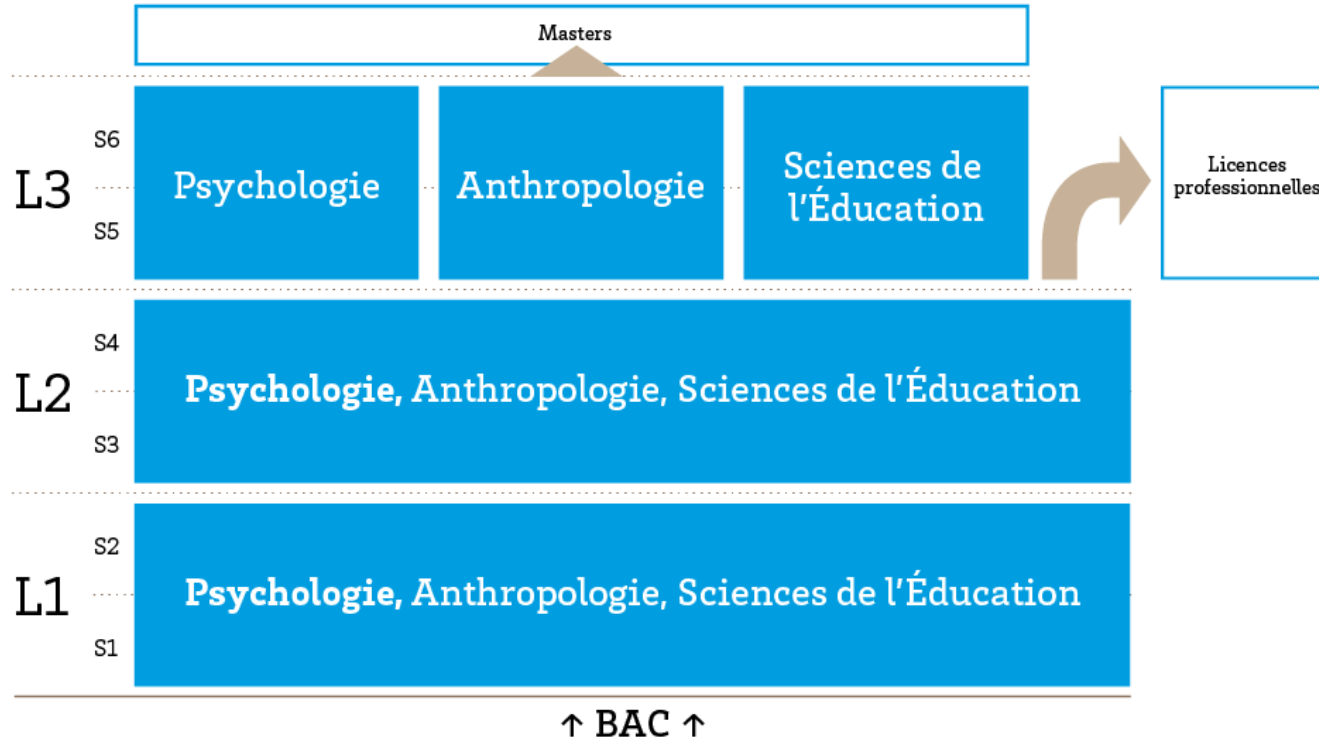 Masters
S6
L3
S5
Psychologie
Anthropologie
Sciences de
l'Éducation
Licences
professionnelles
S4
L2
S3
Psychologie, Anthropologie, Sciences de l'Éducation
S2
L1
S1
Psychologie, Anthropologie, Sciences de l'Éducation
↑ BAC ↑